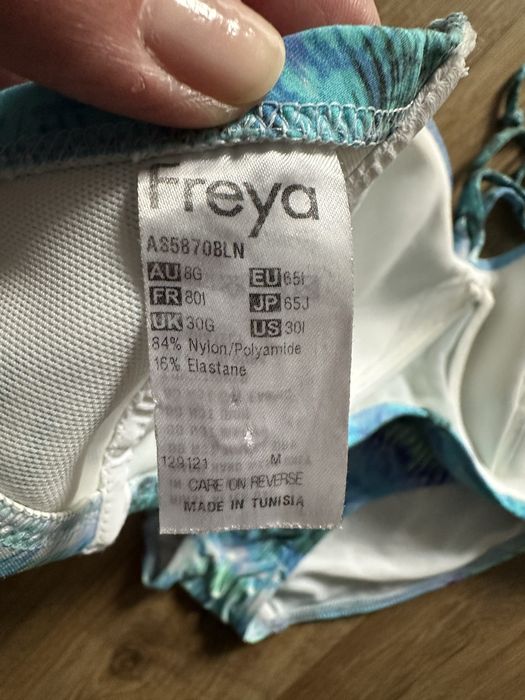 Freya
AS5870BLN
AU 8G EU 65I
FR 80I JP 65J
UK 30G US 30I
84% Nylon/Polyamide
16% Elastane
129121 M
CARE ON REVERSE
MADE IN TUNISIA